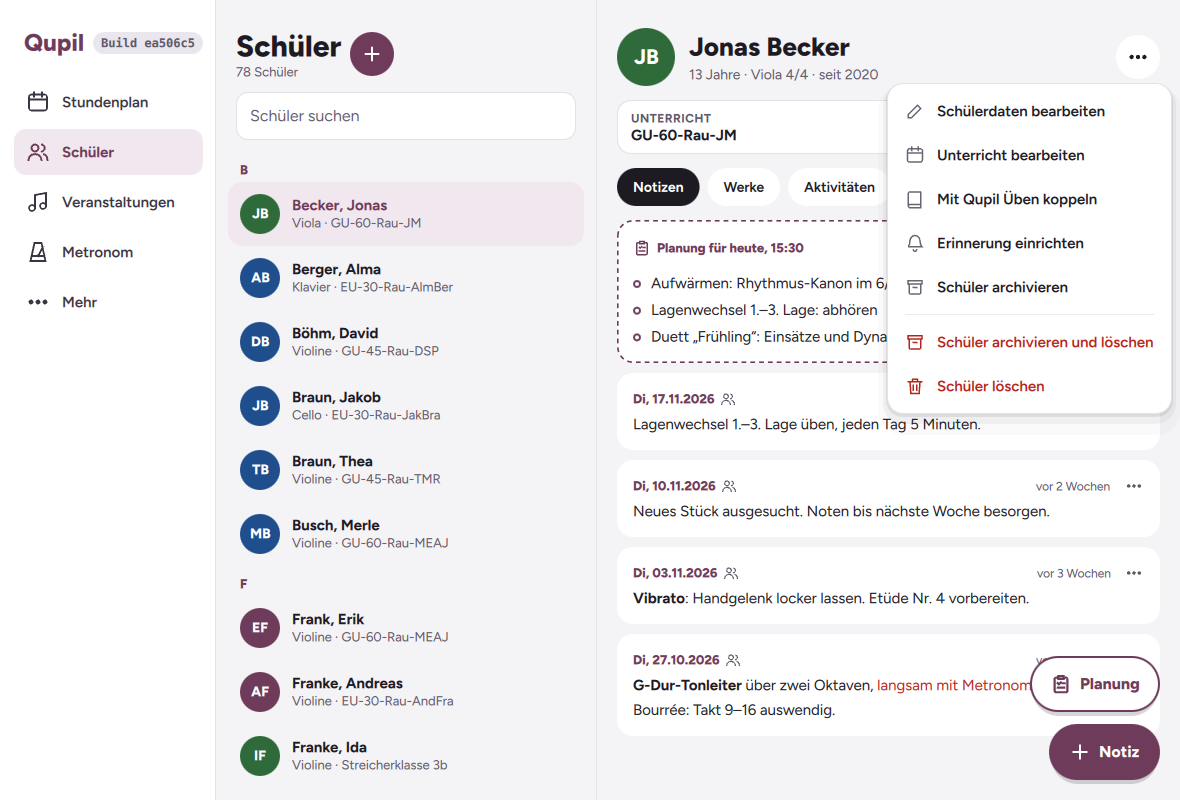 Qupil
Build ea506c5
Stundenplan
Schüler
Veranstaltungen
Metronom
Mehr
Schüler
78 Schüler
Schüler suchen
B
JB
Becker, Jonas
Viola · GU-60-Rau-JM
AB
Berger, Alma
Klavier · EU-30-Rau-AlmBer
DB
Böhm, David
Violine · GU-45-Rau-DSP
JB
Braun, Jakob
Cello · EU-30-Rau-JakBra
TB
Braun, Thea
Violine · GU-45-Rau-TMR
MB
Busch, Merle
Violine · GU-60-Rau-MEAJ
F
EF
Frank, Erik
Violine · GU-60-Rau-MEAJ
AF
Franke, Andreas
Violine · EU-30-Rau-AndFra
IF
Franke, Ida
Violine · Streicherklasse 3b
JB
Jonas Becker
13 Jahre · Viola 4/4 · seit 2020
UNTERRICHT
GU-60-Rau-JM
Notizen
Werke
Aktivitäten
Planung für heute, 15:30
Aufwärmen: Rhythmus-Kanon im 6/
Lagenwechsel 1.–3. Lage: abhören
Duett „Frühling“: Einsätze und Dyna
Schülerdaten bearbeiten
Unterricht bearbeiten
Mit Qupil Üben koppeln
Erinnerung einrichten
Schüler archivieren
Schüler archivieren und löschen
Schüler löschen
Di, 17.11.2026
Lagenwechsel 1.–3. Lage üben, jeden Tag 5 Minuten.
Di, 10.11.2026
vor 2 Wochen
Neues Stück ausgesucht. Noten bis nächste Woche besorgen.
Di, 03.11.2026
vor 3 Wochen
Vibrato: Handgelenk locker lassen. Etüde Nr. 4 vorbereiten.
Di, 27.10.2026
G-Dur-Tonleiter über zwei Oktaven, langsam mit Metronom
Bourrée: Takt 9–16 auswendig.
Planung
Notiz